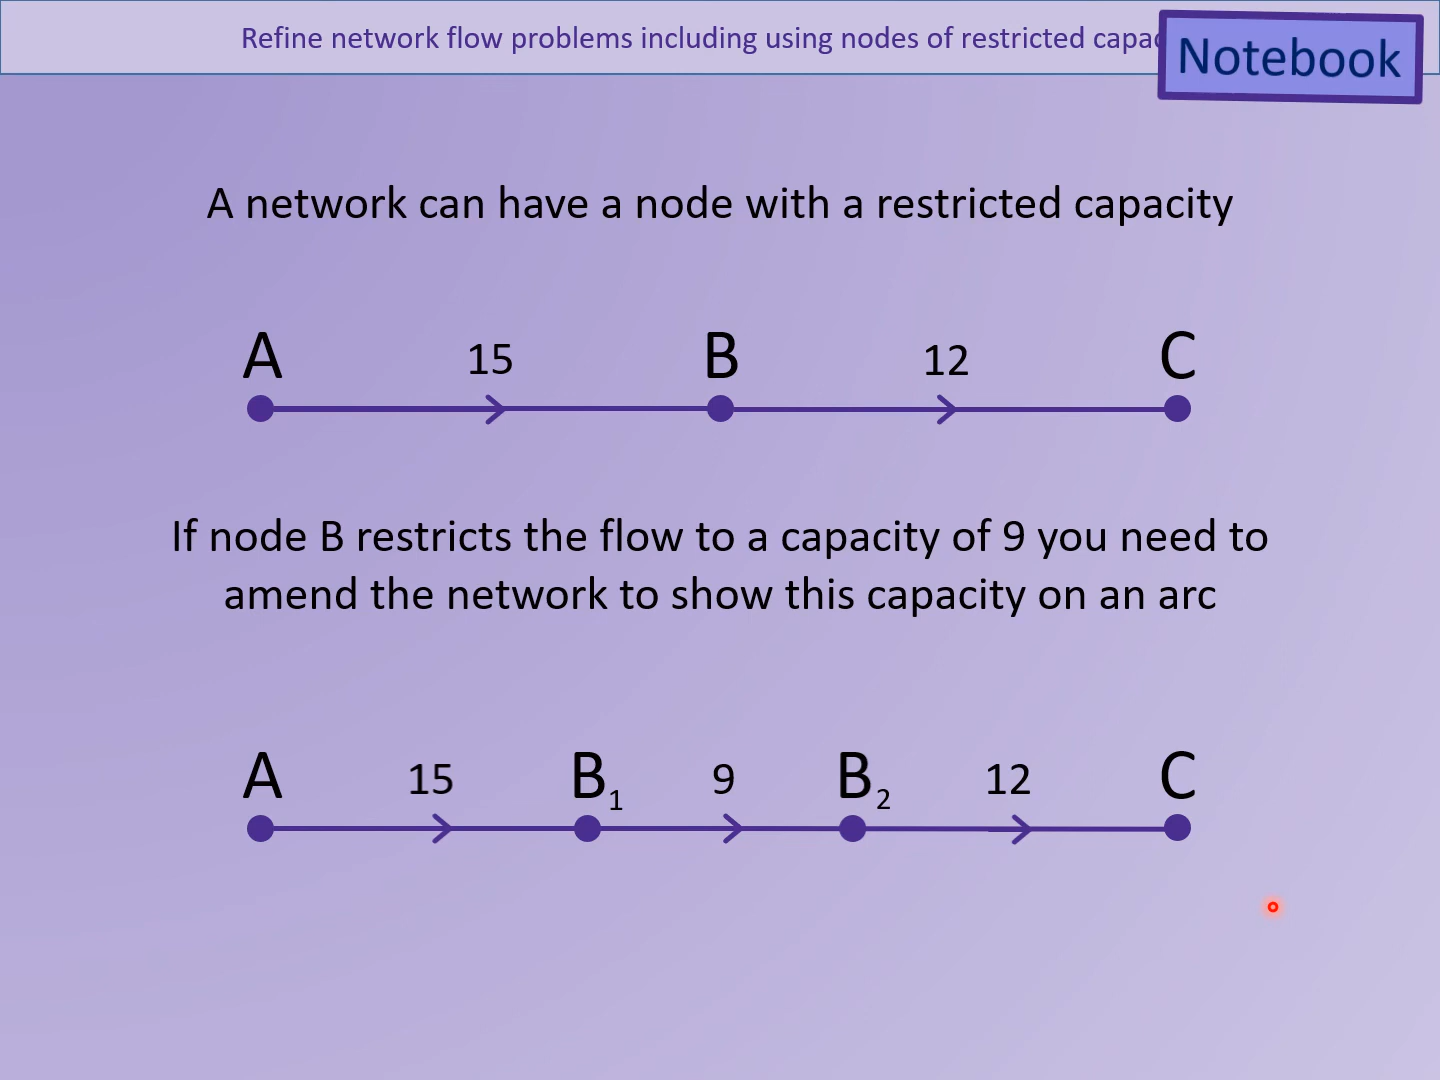 Refine network flow problems including using nodes of restricted
Notebook
A network can have a node with a restricted capacity
A 15 B 12 C
If node B restricts the flow to a capacity of 9 you need to
amend the network to show this capacity on an arc
A 15 B₁ 9 B₂ 12 C